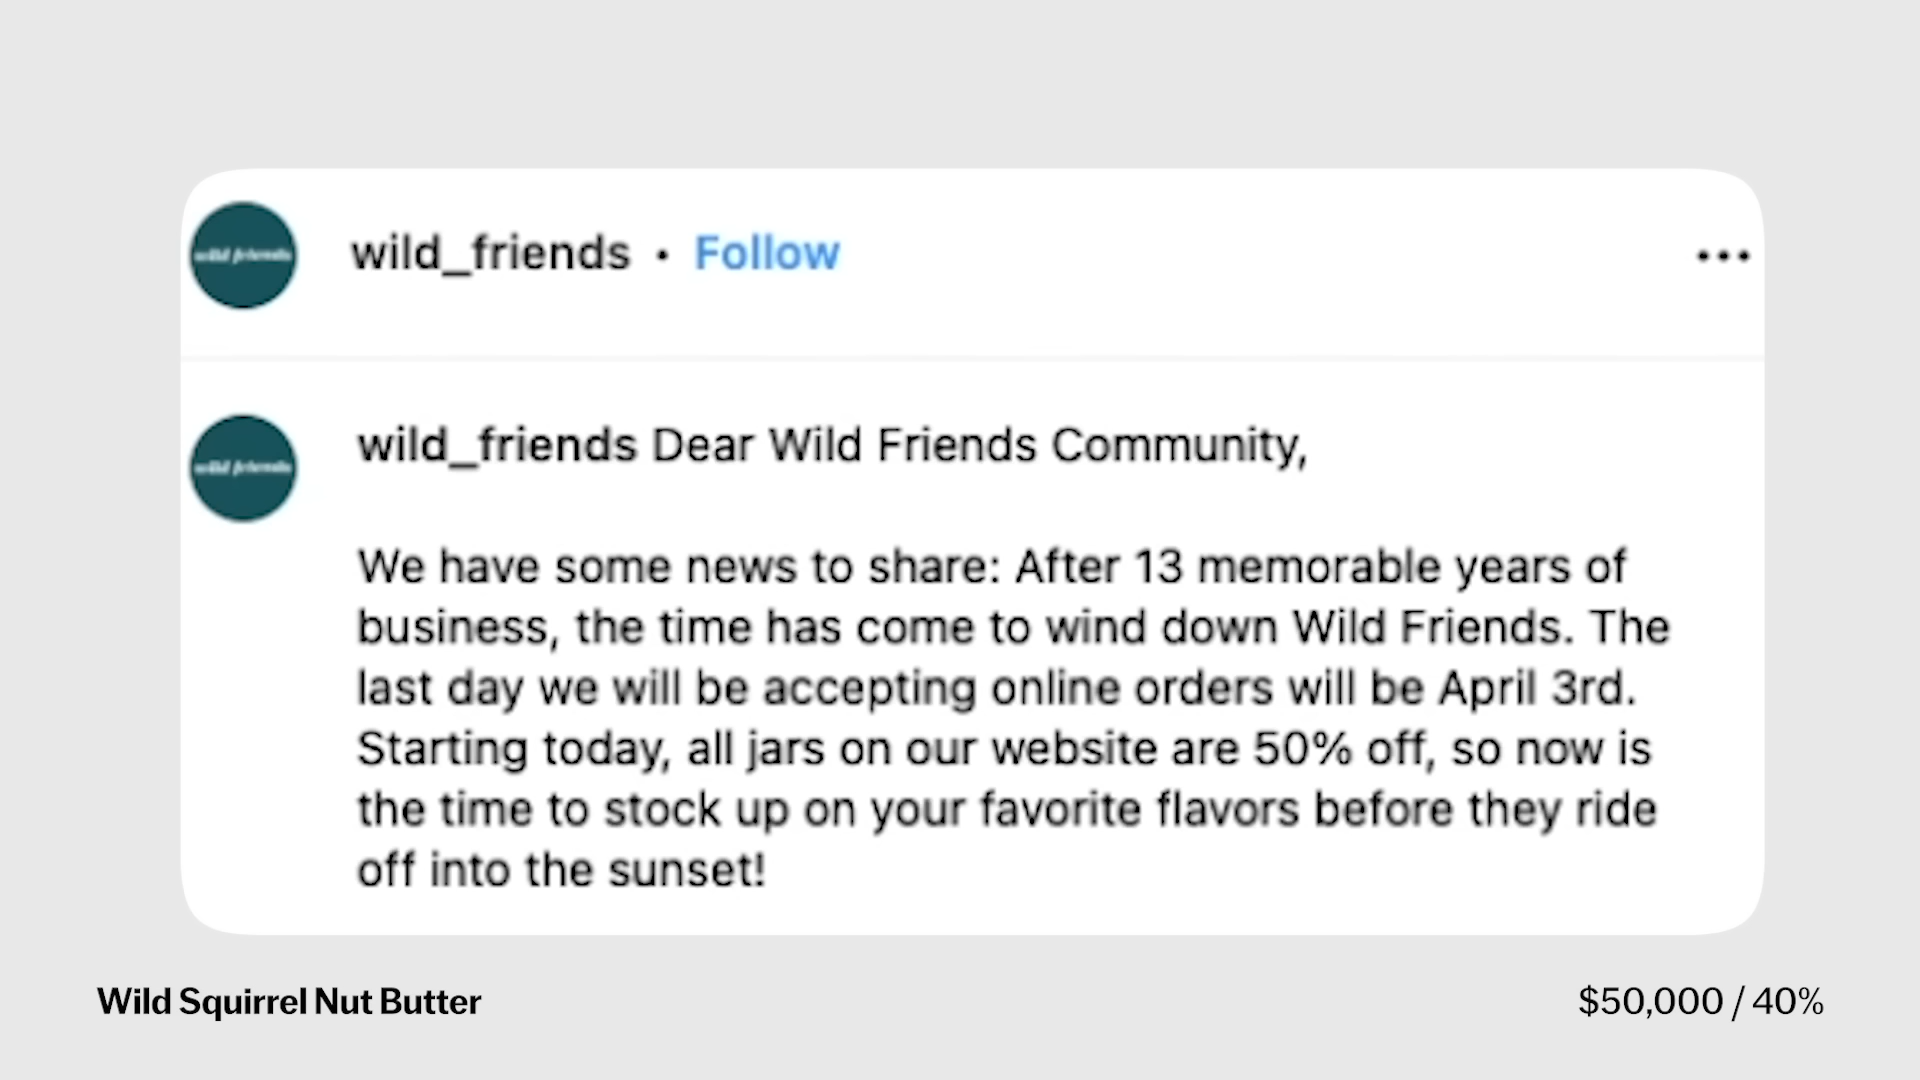 wild friends
wild_friends • Follow
wild friends
wild_friends Dear Wild Friends Community,
We have some news to share: After 13 memorable years of
business, the time has come to wind down Wild Friends. The
last day we will be accepting online orders will be April 3rd.
Starting today, all jars on our website are 50% off, so now is
the time to stock up on your favorite flavors before they ride
off into the sunset!
Wild Squirrel Nut Butter
$50,000 / 40%